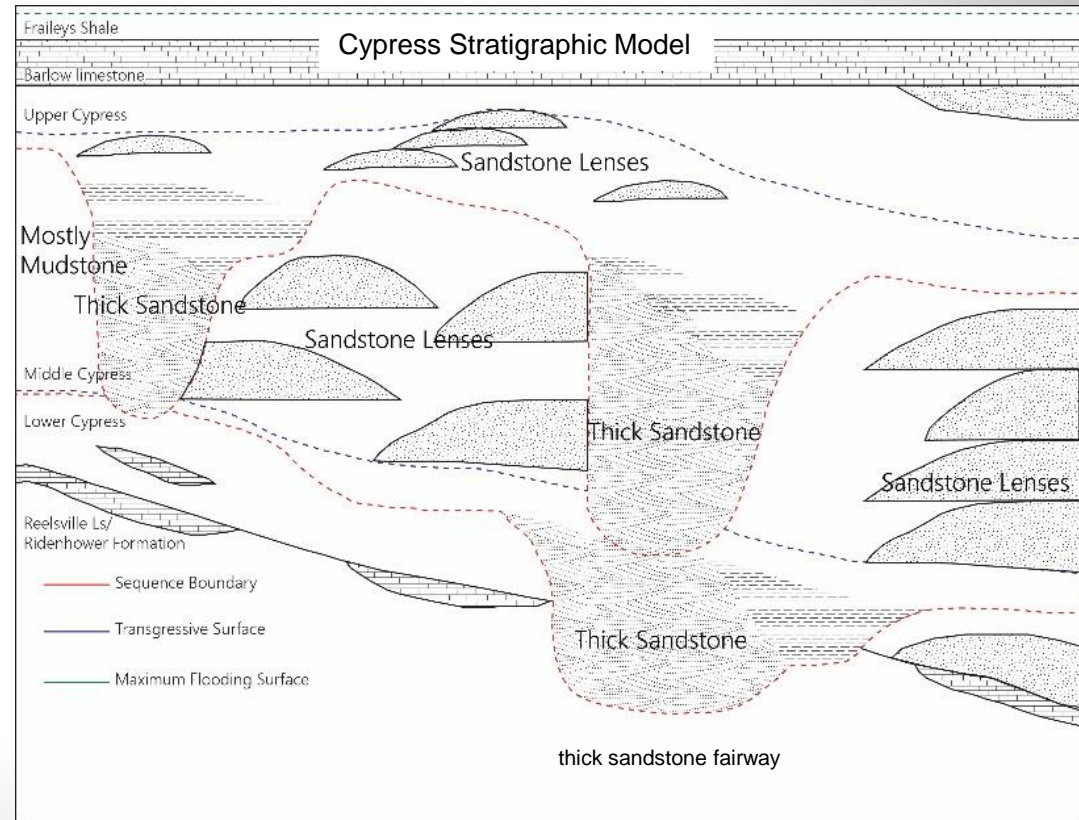 Fraileys Shale
Cypress Stratigraphic Model
Barlow limestone
Upper Cypress
Sandstone Lenses
Mostly
Mudstone
Thick Sandstone
Sandstone Lenses
Middle Cypress
Lower Cypress
Thick Sandstone
Sandstone Lenses
Reelsville Ls/
Ridenhower Formation
Sequence Boundary
Transgressive Surface
Thick Sandstone
Maximum Flooding Surface
thick sandstone fairway